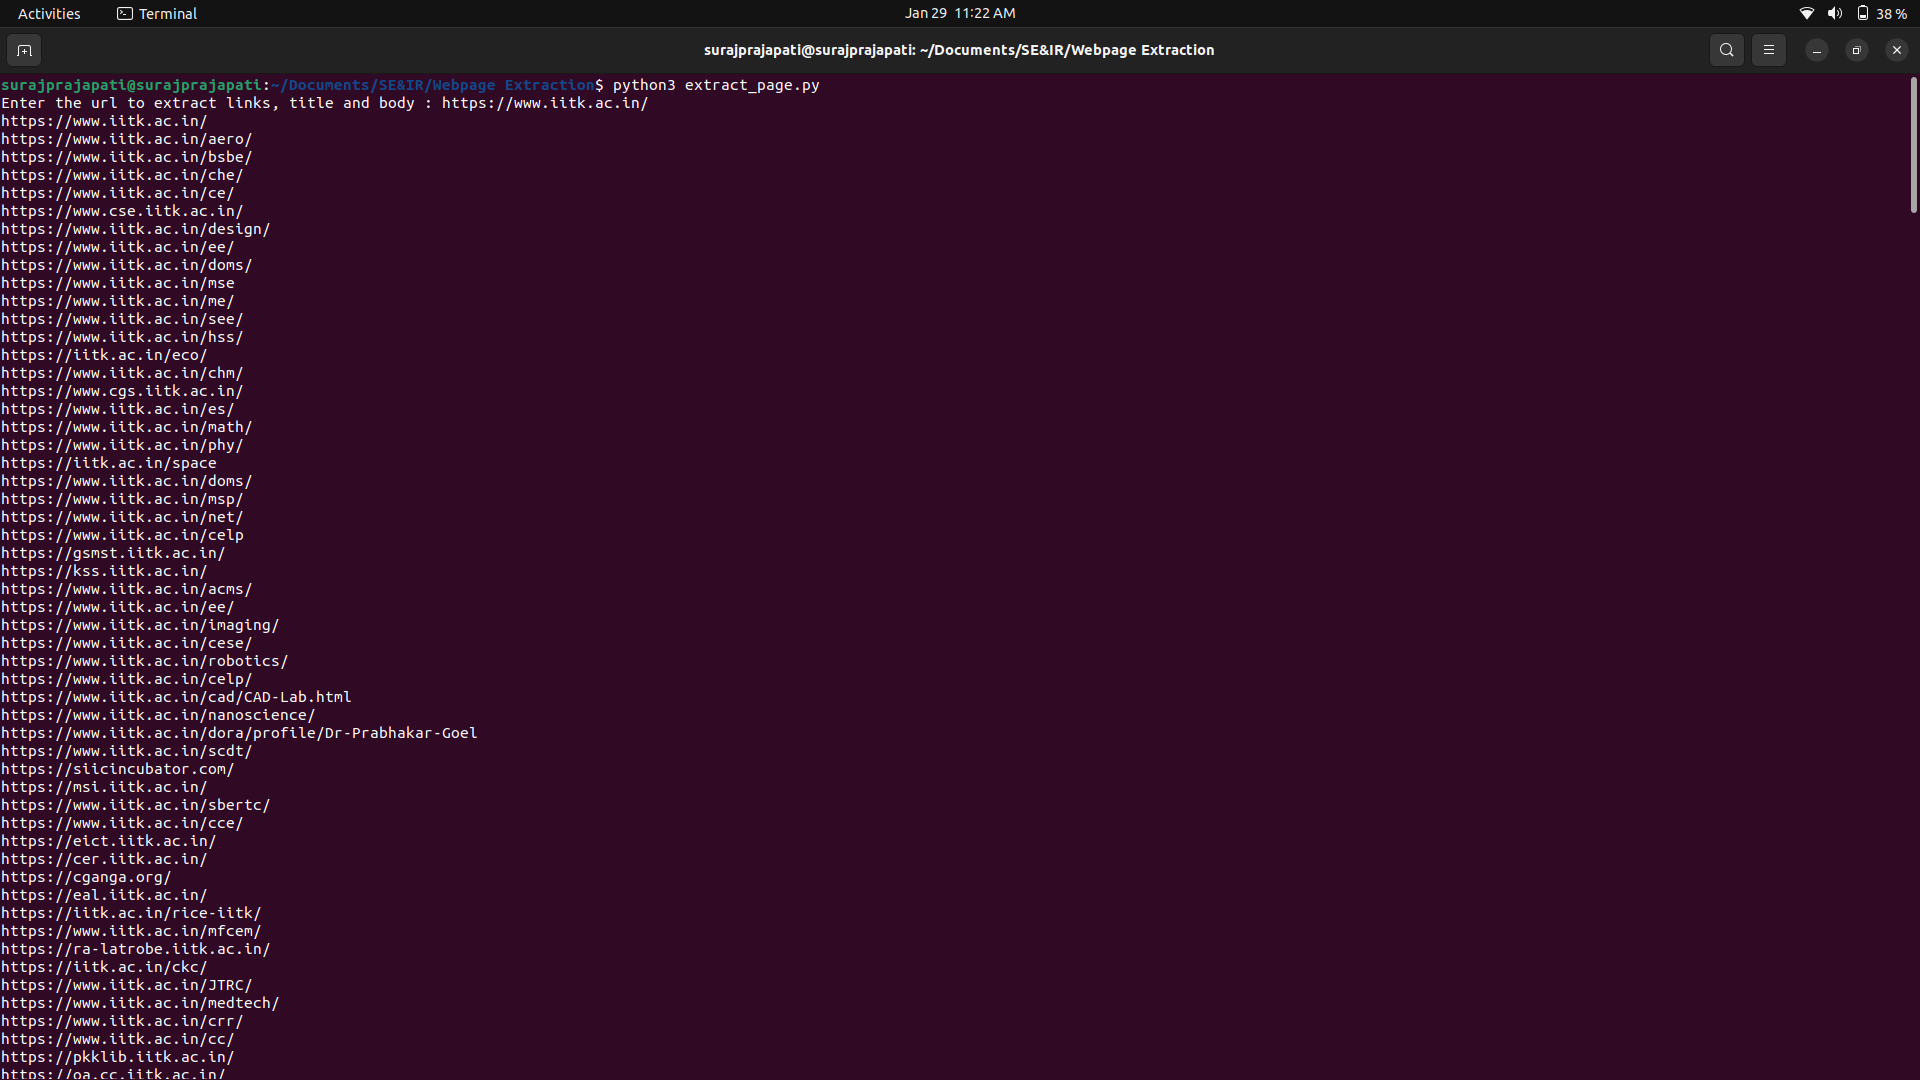 Activities Terminal Jan 29 11:22 AM 38 %
surajprajapati@surajprajapati: ~/Documents/SE&IR/Webpage Extraction
surajprajapati@surajprajapati:~/Documents/SE&IR/Webpage Extraction$ python3 extract_page.py
Enter the url to extract links, title and body : https://www.iitk.ac.in/
https://www.iitk.ac.in/
https://www.iitk.ac.in/aero/
https://www.iitk.ac.in/bsbe/
https://www.iitk.ac.in/che/
https://www.iitk.ac.in/ce/
https://www.cse.iitk.ac.in/
https://www.iitk.ac.in/design/
https://www.iitk.ac.in/ee/
https://www.iitk.ac.in/doms/
https://www.iitk.ac.in/mse
https://www.iitk.ac.in/me/
https://www.iitk.ac.in/see/
https://www.iitk.ac.in/hss/
https://iitk.ac.in/eco/
https://www.iitk.ac.in/chm/
https://www.cgs.iitk.ac.in/
https://www.iitk.ac.in/es/
https://www.iitk.ac.in/math/
https://www.iitk.ac.in/phy/
https://iitk.ac.in/space
https://www.iitk.ac.in/doms/
https://www.iitk.ac.in/msp/
https://www.iitk.ac.in/net/
https://www.iitk.ac.in/celp
https://gsmst.iitk.ac.in/
https://kss.iitk.ac.in/
https://www.iitk.ac.in/acms/
https://www.iitk.ac.in/ee/
https://www.iitk.ac.in/imaging/
https://www.iitk.ac.in/cese/
https://www.iitk.ac.in/robotics/
https://www.iitk.ac.in/celp/
https://www.iitk.ac.in/cad/CAD-Lab.html
https://www.iitk.ac.in/nanoscience/
https://www.iitk.ac.in/dora/profile/Dr-Prabhakar-Goel
https://www.iitk.ac.in/scdt/
https://siicincubator.com/
https://msi.iitk.ac.in/
https://www.iitk.ac.in/sbertc/
https://www.iitk.ac.in/cce/
https://eict.iitk.ac.in/
https://cer.iitk.ac.in/
https://cganga.org/
https://eal.iitk.ac.in/
https://iitk.ac.in/rice-iitk/
https://www.iitk.ac.in/mfcem/
https://ra-latrobe.iitk.ac.in/
https://iitk.ac.in/ckc/
https://www.iitk.ac.in/JTRC/
https://www.iitk.ac.in/medtech/
https://www.iitk.ac.in/crr/
https://www.iitk.ac.in/cc/
https://pkklib.iitk.ac.in/
https://oa.cc.iitk.ac.in/